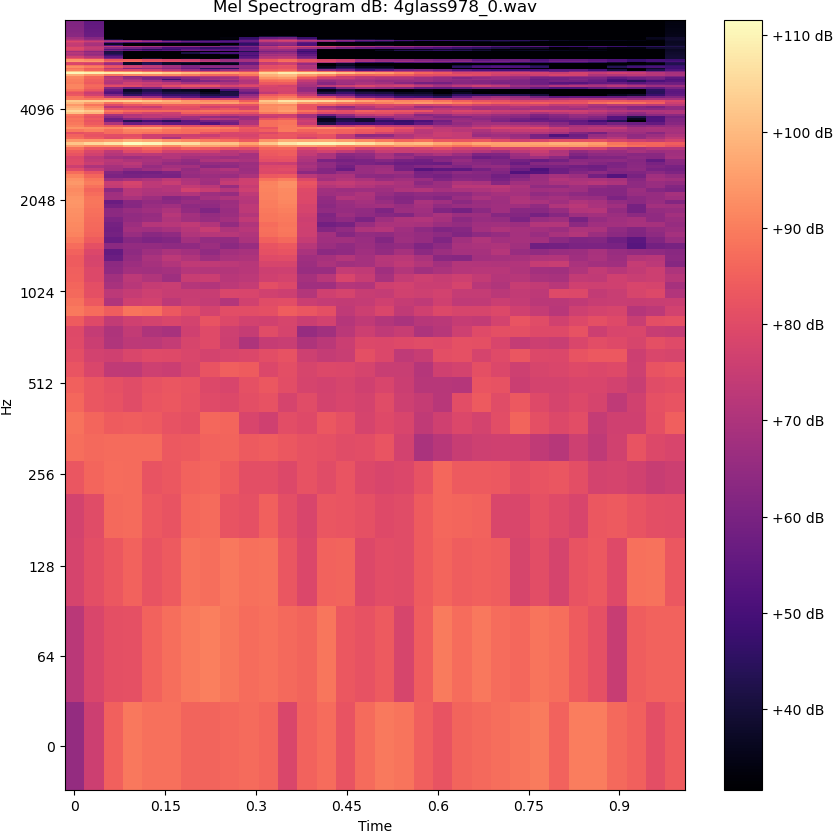 Mel Spectrogram dB: 4glass978_0.wav
+110 dB
4096
+100 dB
2048
+90 dB
1024
+80 dB
512
Hz
+70 dB
256
+60 dB
128
+50 dB
64
+40 dB
0
0 0.15 0.3 0.45 0.6 0.75 0.9
Time